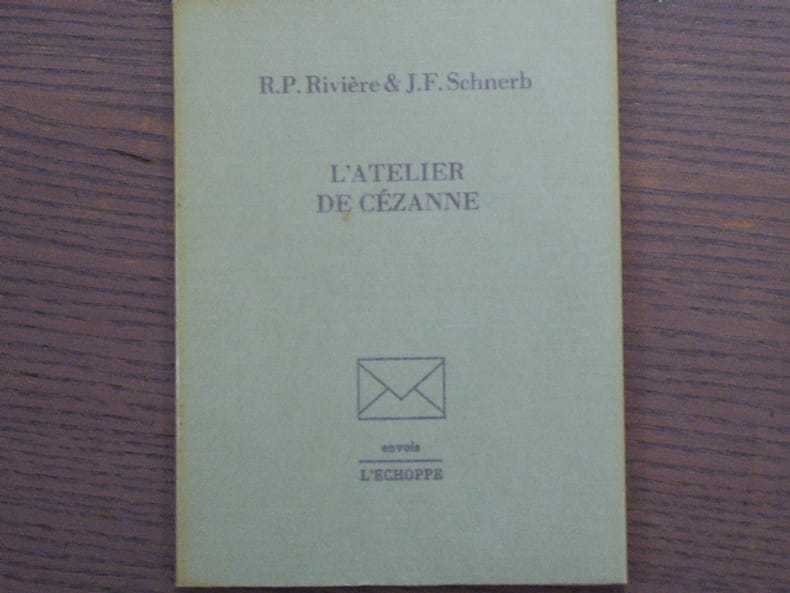 R.P. Rivière & J.F. Schnerb
L'ATELIER
DE CÉZANNE
envois
L'ECHOPPE